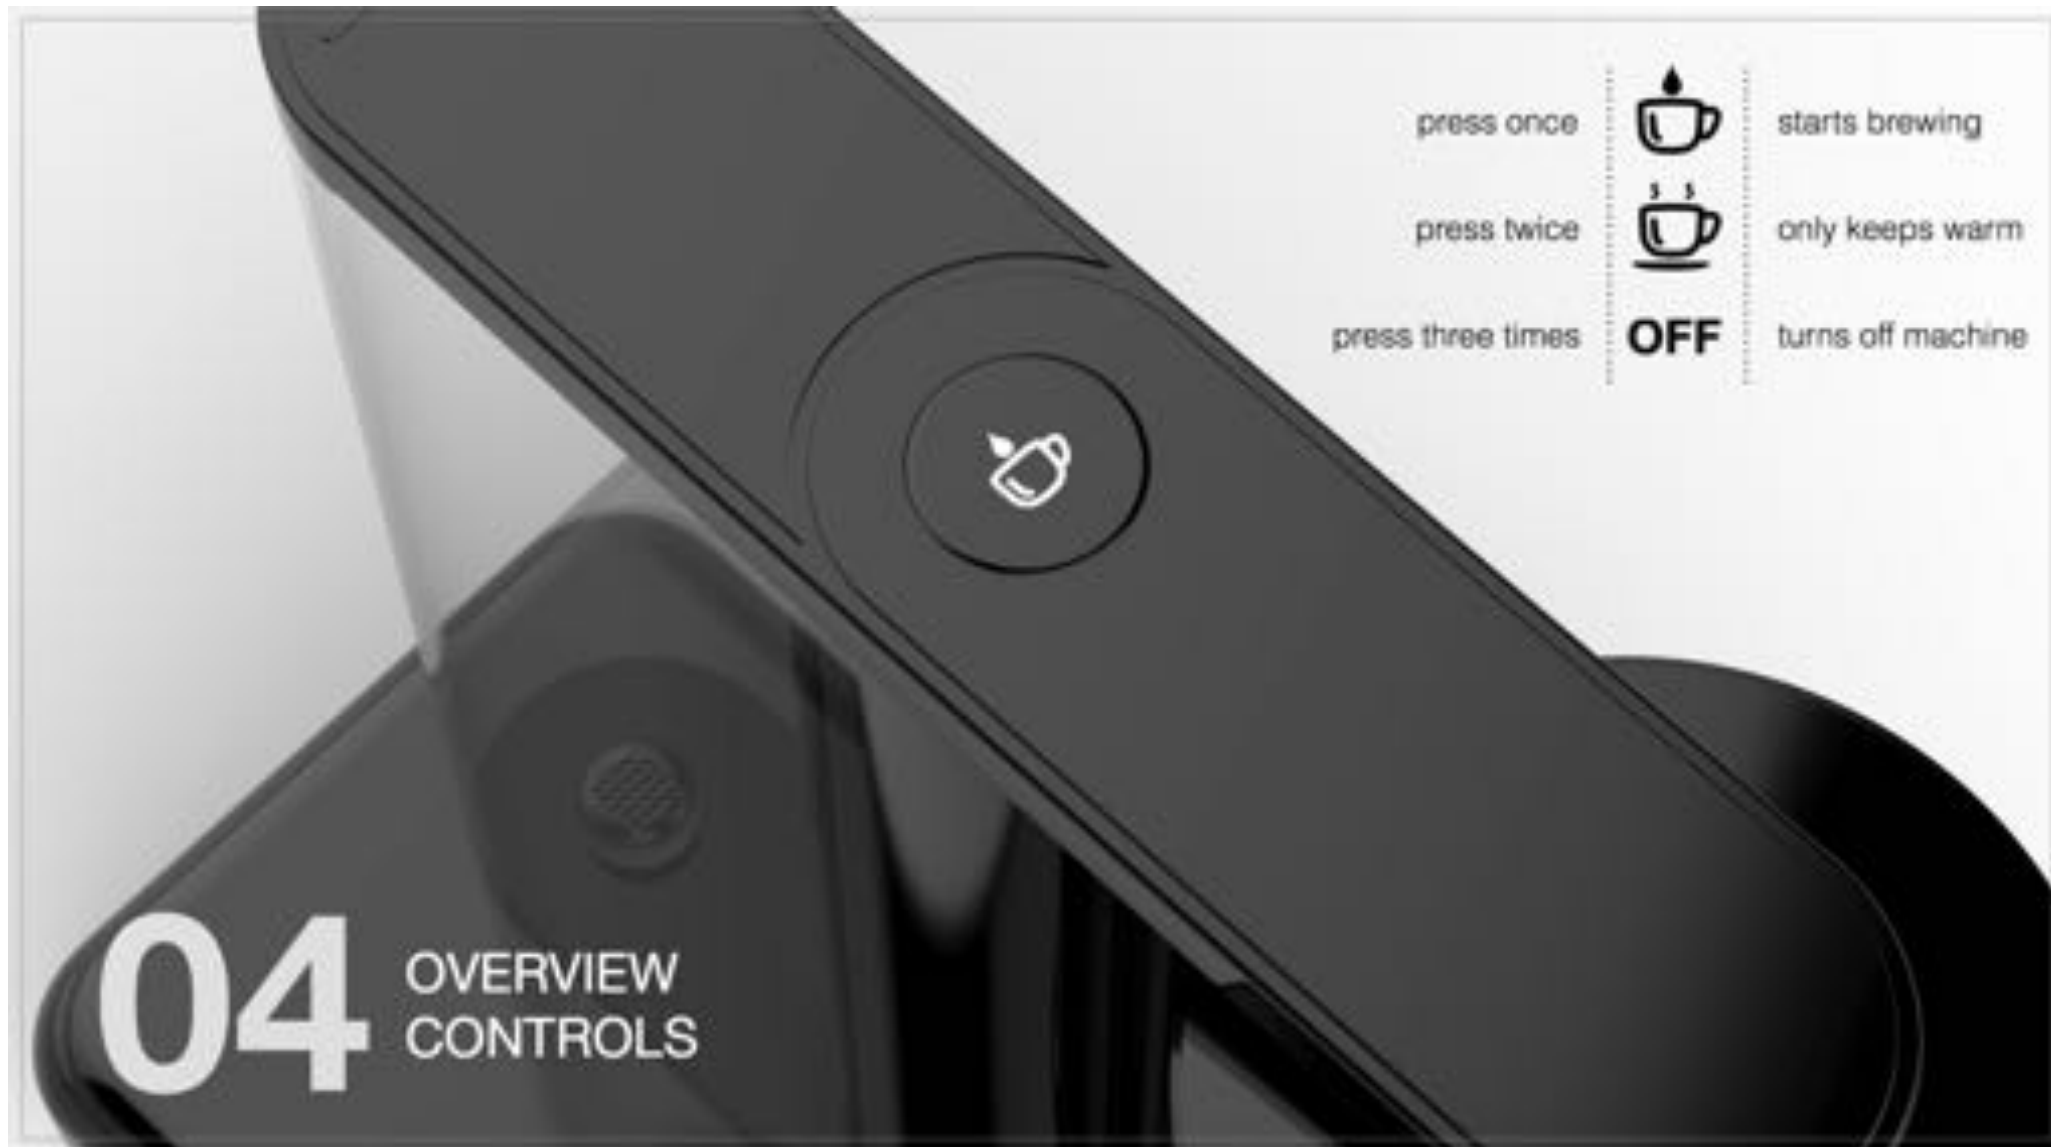 press once starts brewing
press twice only keeps warm
press three times OFF turns off machine
04 OVERVIEW
CONTROLS